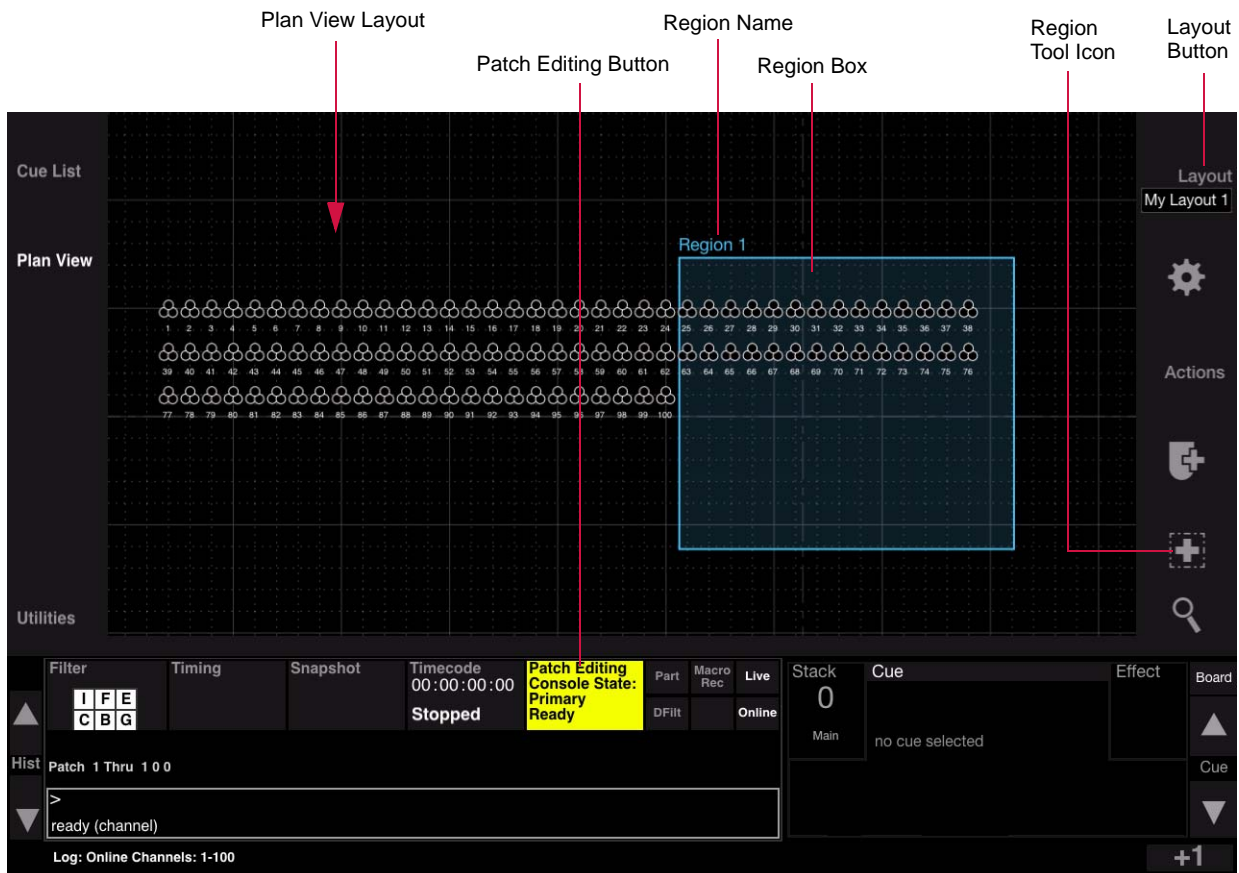 Plan View Layout
Region Name
Region
Tool Icon
Layout
Button
Patch Editing Button
Region Box
Cue List
Layout
My Layout 1
Region 1
Plan View
1 2 3 4 5 6 7 8 9 10 11 12 13 14 15 16 17 18 19 20 21 22 23 24 25 26 27 28 29 30 31 32 33 34 35 36 37 38
39 40 41 42 43 44 45 46 47 48 49 50 51 52 53 54 55 56 57 58 59 60 61 62 63 64 65 66 67 68 69 70 71 72 73 74 75 76
Actions
77 78 79 80 81 82 83 84 85 86 87 88 89 90 91 92 93 94 95 96 97 98 99 100
Utilities
Filter
I F E
C B G
Timing
Snapshot
Timecode
00:00:00:00
Stopped
Patch Editing
Console State:
Primary
Ready
Part
Macro
Rec
Live
DFilt
Online
Stack
0
Main
Cue
no cue selected
Effect
Board
Hist
Patch 1 Thru 1 0 0
Cue
>
ready (channel)
Log: Online Channels: 1-100
+1